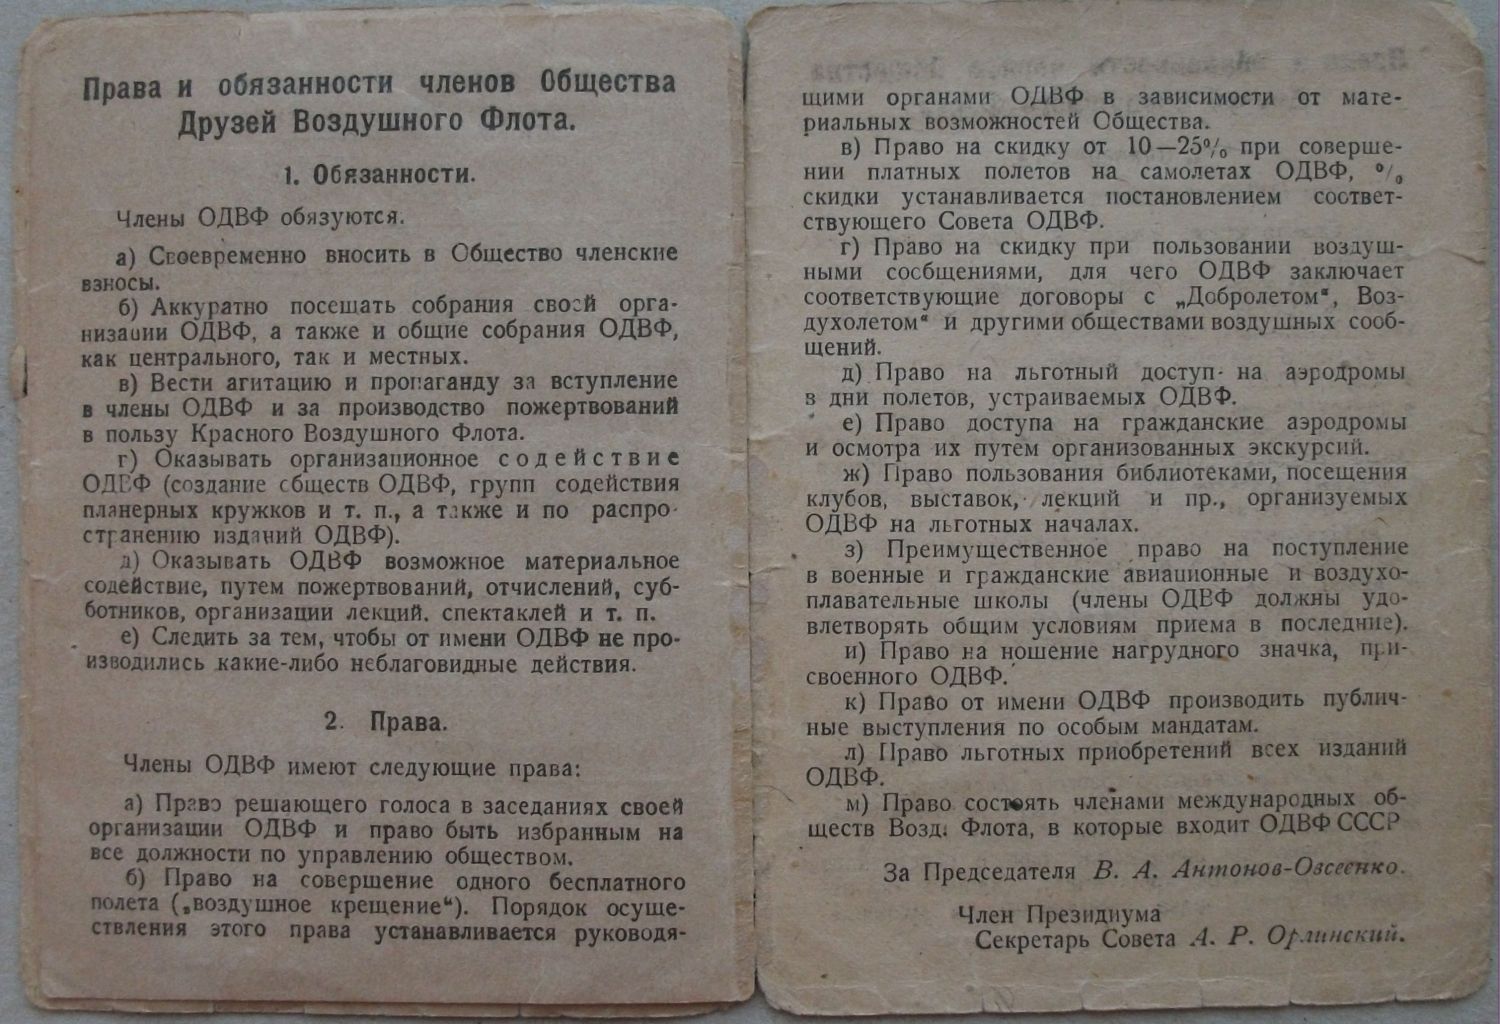 Права и обязанности членов Общества
Друзей Воздушного Флота.
1. Обязанности.
Члены ОДВФ обязуются.
а) Своевременно вносить в Общество членские
взносы.
б) Аккуратно посещать собрания своей орга-
низации ОДВФ, а также и общие собрания ОДВФ,
как центрального, так и местных.
в) Вести агитацию и пропаганду за вступление
в члены ОДВФ и за производство пожертвований
в пользу Красного Воздушного Флота.
г) Оказывать организационное содействие
ОДВФ (создание обществ ОДВФ, групп содействия
планерных кружков и т. п., а также и по распро-
странению изданий ОДВФ).
д) Оказывать ОДВФ возможное материальное
содействие, путем пожертвований, отчислений, суб-
ботников, организации лекций. спектаклей и т. п.
е) Следить за тем, чтобы от имени ОДВФ не про-
изводились какие-либо неблаговидные действия.
2. Права.
Члены ОДВФ имеют следующие права:
а) Право решающего голоса в заседаниях своей
организации ОДВФ и право быть избранным на
все должности по управлению обществом.
б) Право на совершение одного бесплатного
полета („воздушное крещение“). Порядок осуще-
ствления этого права устанавливается руководя-
щими органами ОДВФ в зависимости от мате-
риальных возможностей Общества.
в) Право на скидку от 10—25% при соверше-
нии платных полетов на самолетах ОДВФ, %
скидки устанавливается постановлением соответ-
ствующего Совета ОДВФ.
г) Право на скидку при пользовании воздуш-
ными сообщениями, для чего ОДВФ заключает
соответствующие договоры с „Добролетом“, Воз-
духолетом“ и другими обществами воздушных сооб-
щений.
д) Право на льготный доступ на аэродромы
в дни полетов, устраиваемых ОДВФ.
е) Право доступа на гражданские аэродромы
и осмотра их путем организованных экскурсий.
ж) Право пользования библиотеками, посещения
клубов, выставок, лекций и пр., организуемых
ОДВФ на льготных началах.
з) Преимущественное право на поступление
в военные и гражданские авиационные и воздухо-
плавательные школы (члены ОДВФ должны удо-
влетворять общим условиям приема в последние).
и) Право на ношение нагрудного значка, при-
своенного ОДВФ.
к) Право от имени ОДВФ производить публич-
ные выступления по особым мандатам.
л) Право льготных приобретений всех изданий
ОДВФ.
м) Право состоять членами международных об-
ществ Возд. Флота, в которые входит ОДВФ СССР
За Председателя В. А. Антонов-Овсеенко.
Член Президиума
Секретарь Совета А. Р. Орлинский.